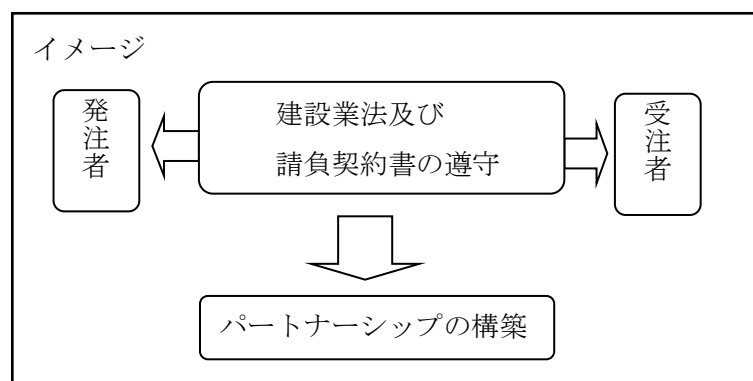 イメージ
発注者
建設業法及び
請負契約書の遵守
受注者
パートナーシップの構築